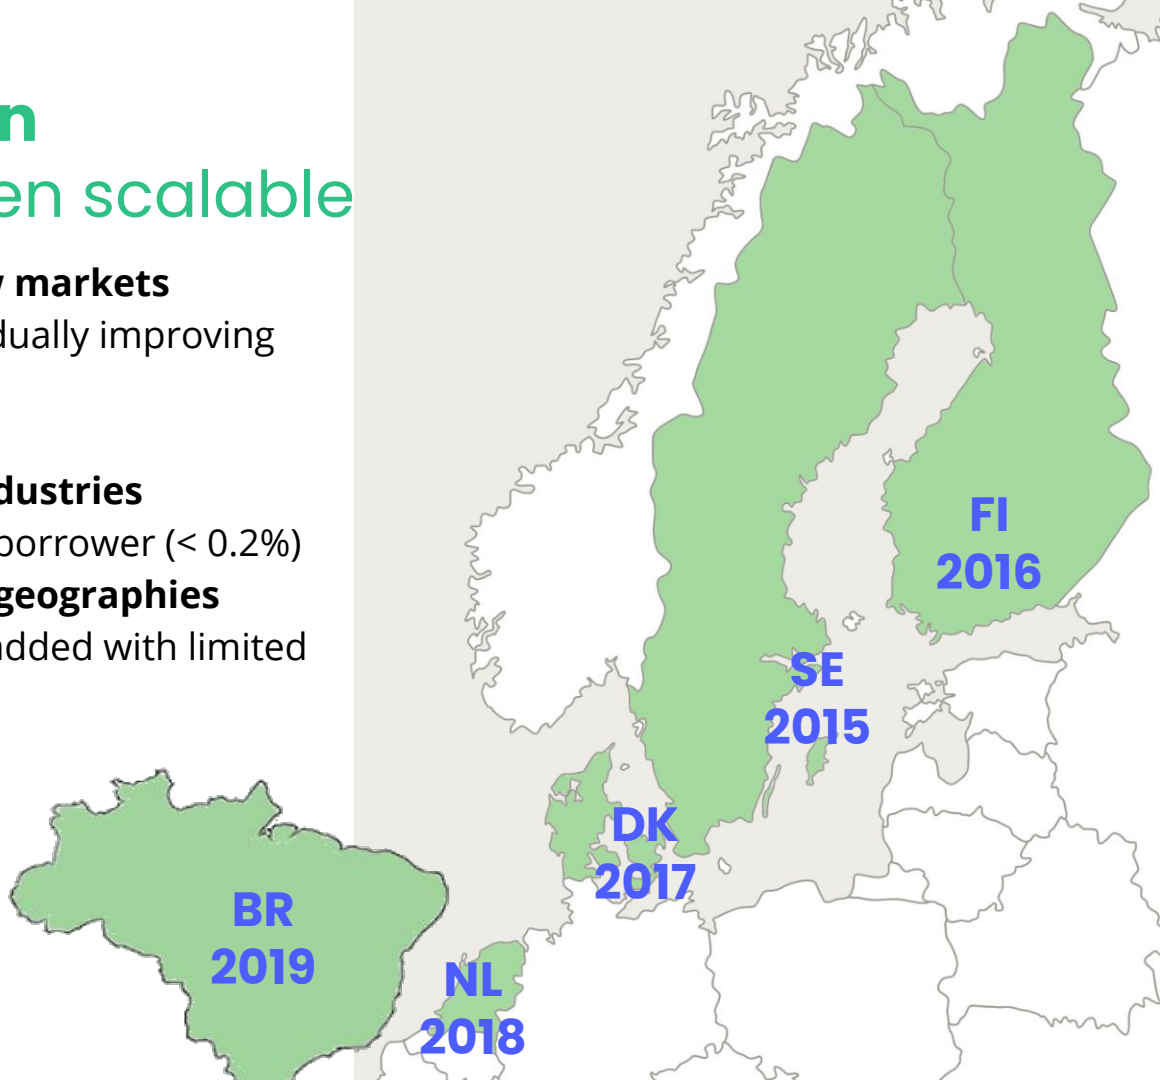 n
en scalable
markets
dually improving
dustries
borrower (< 0.2%)
geographies
added with limited
FI
2016
SE
2015
DK
2017
BR
2019
NL
2018